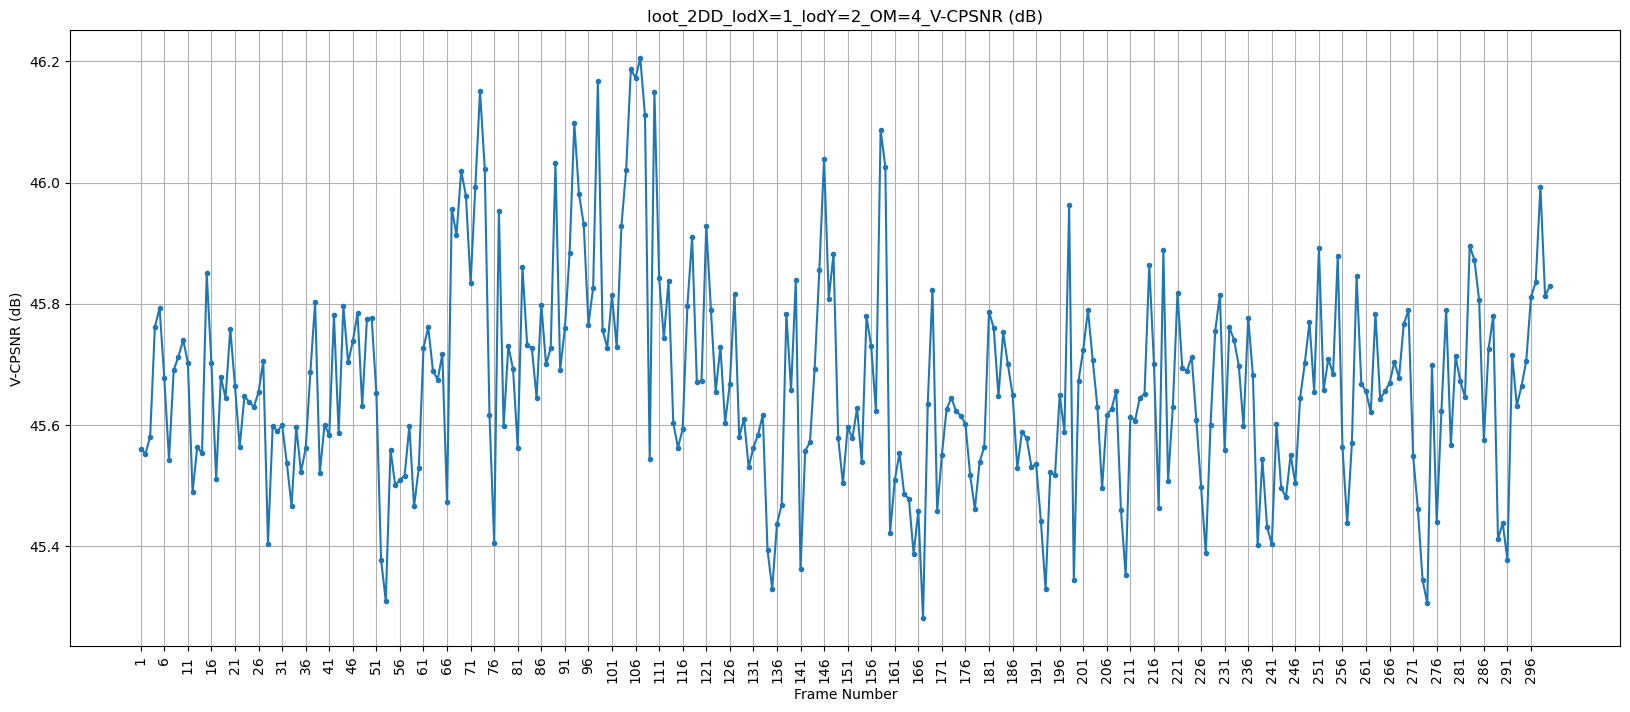 loot_2DD_lodX=1_lodY=2_OM=4_V-CPSNR (dB)
V-CPSNR (dB)
46.2
46.0
45.8
45.6
45.4
1 6 11 16 21 26 31 36 41 46 51 56 61 66 71 76 81 86 91 96 101 106 111 116 121 126 131 136 141 146 151 156 161 166 171 176 181 186 191 196 201 206 211 216 221 226 231 236 241 246 251 256 261 266 271 276 281 286 291 296
Frame Number